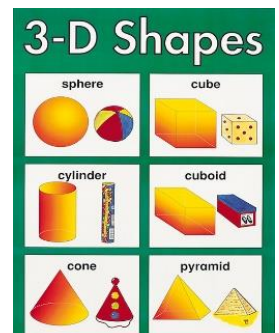 3-D Shapes
sphere
cube
cylinder
cuboid
cone
pyramid